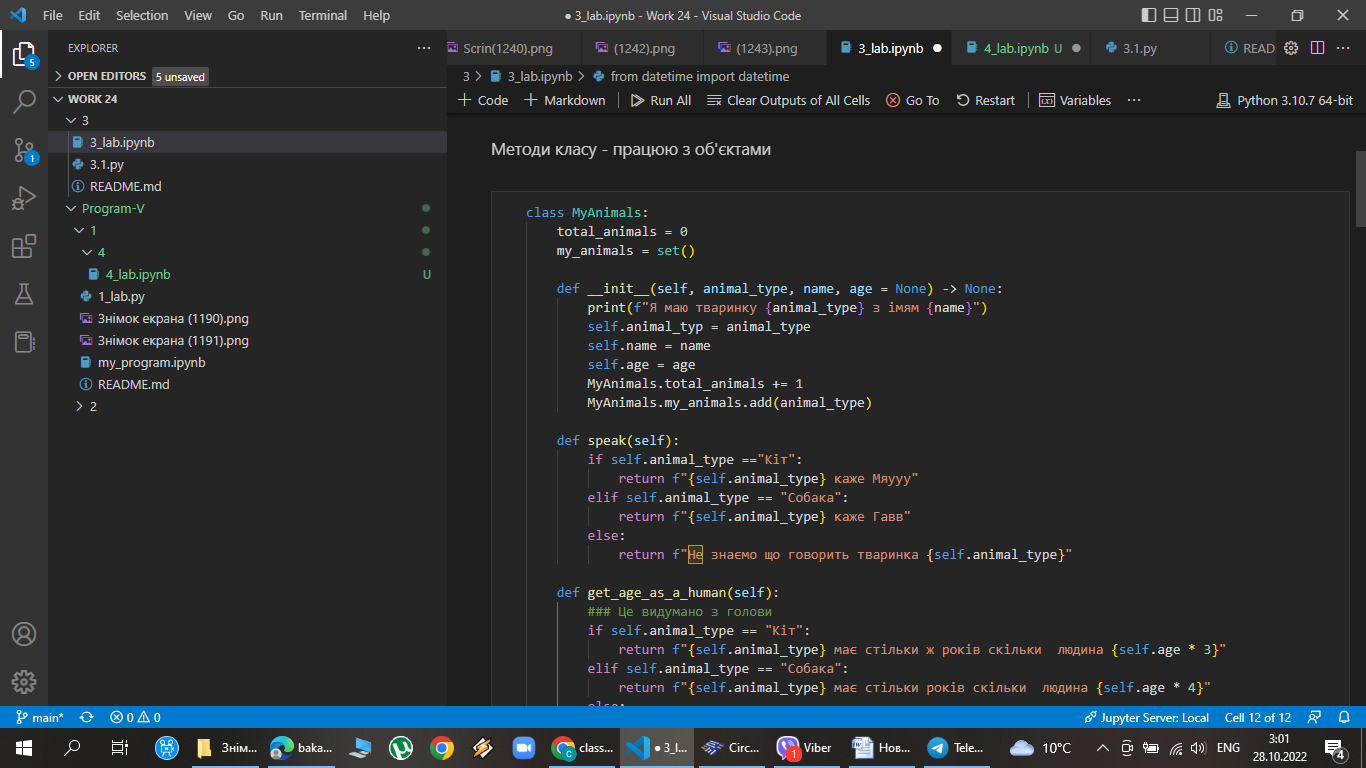 File Edit Selection View Go Run Terminal Help
● 3_lab.ipynb - Work 24 - Visual Studio Code
EXPLORER
Scrin(1240).png (1242).png (1243).png 3_lab.ipynb 4_lab.ipynb U 3.1.py READ
OPEN EDITORS 5 unsaved
3 > 3_lab.ipynb > from datetime import datetime
WORK 24
+ Code + Markdown Run All Clear Outputs of All Cells Go To Restart Variables ... Python 3.10.7 64-bit
3
3_lab.ipynb
3.1.py
README.md
Program-V
1
4
4_lab.ipynb U
1_lab.py
Знімок екрана (1190).png
Знімок екрана (1191).png
my_program.ipynb
README.md
2
5
1
Методи класу - працюю з об'єктами
class MyAnimals:
total_animals = 0
my_animals = set()
def __init__(self, animal_type, name, age = None) -> None:
print(f"Я маю тваринку {animal_type} з імям {name}")
self.animal_typ = animal_type
self.name = name
self.age = age
MyAnimals.total_animals += 1
MyAnimals.my_animals.add(animal_type)
def speak(self):
if self.animal_type =="Кіт":
return f"{self.animal_type} каже Мяууу"
elif self.animal_type == "Собака":
return f"{self.animal_type} каже Гавв"
else:
return f"Не знаємо що говорить тваринка {self.animal_type}"
def get_age_as_a_human(self):
### Це видумано з голови
if self.animal_type == "Кіт":
return f"{self.animal_type} має стільки ж років скільки  людина {self.age * 3}"
elif self.animal_type == "Собака":
return f"{self.animal_type} має стільки років скільки  людина {self.age * 4}"
else:
main* 0 0 Jupyter Server: Local Cell 12 of 12
Знім... baka... class... ● 3_l... Circ... 1 Viber Нов... Tele... 10°C ENG 3:01
28.10.2022 4